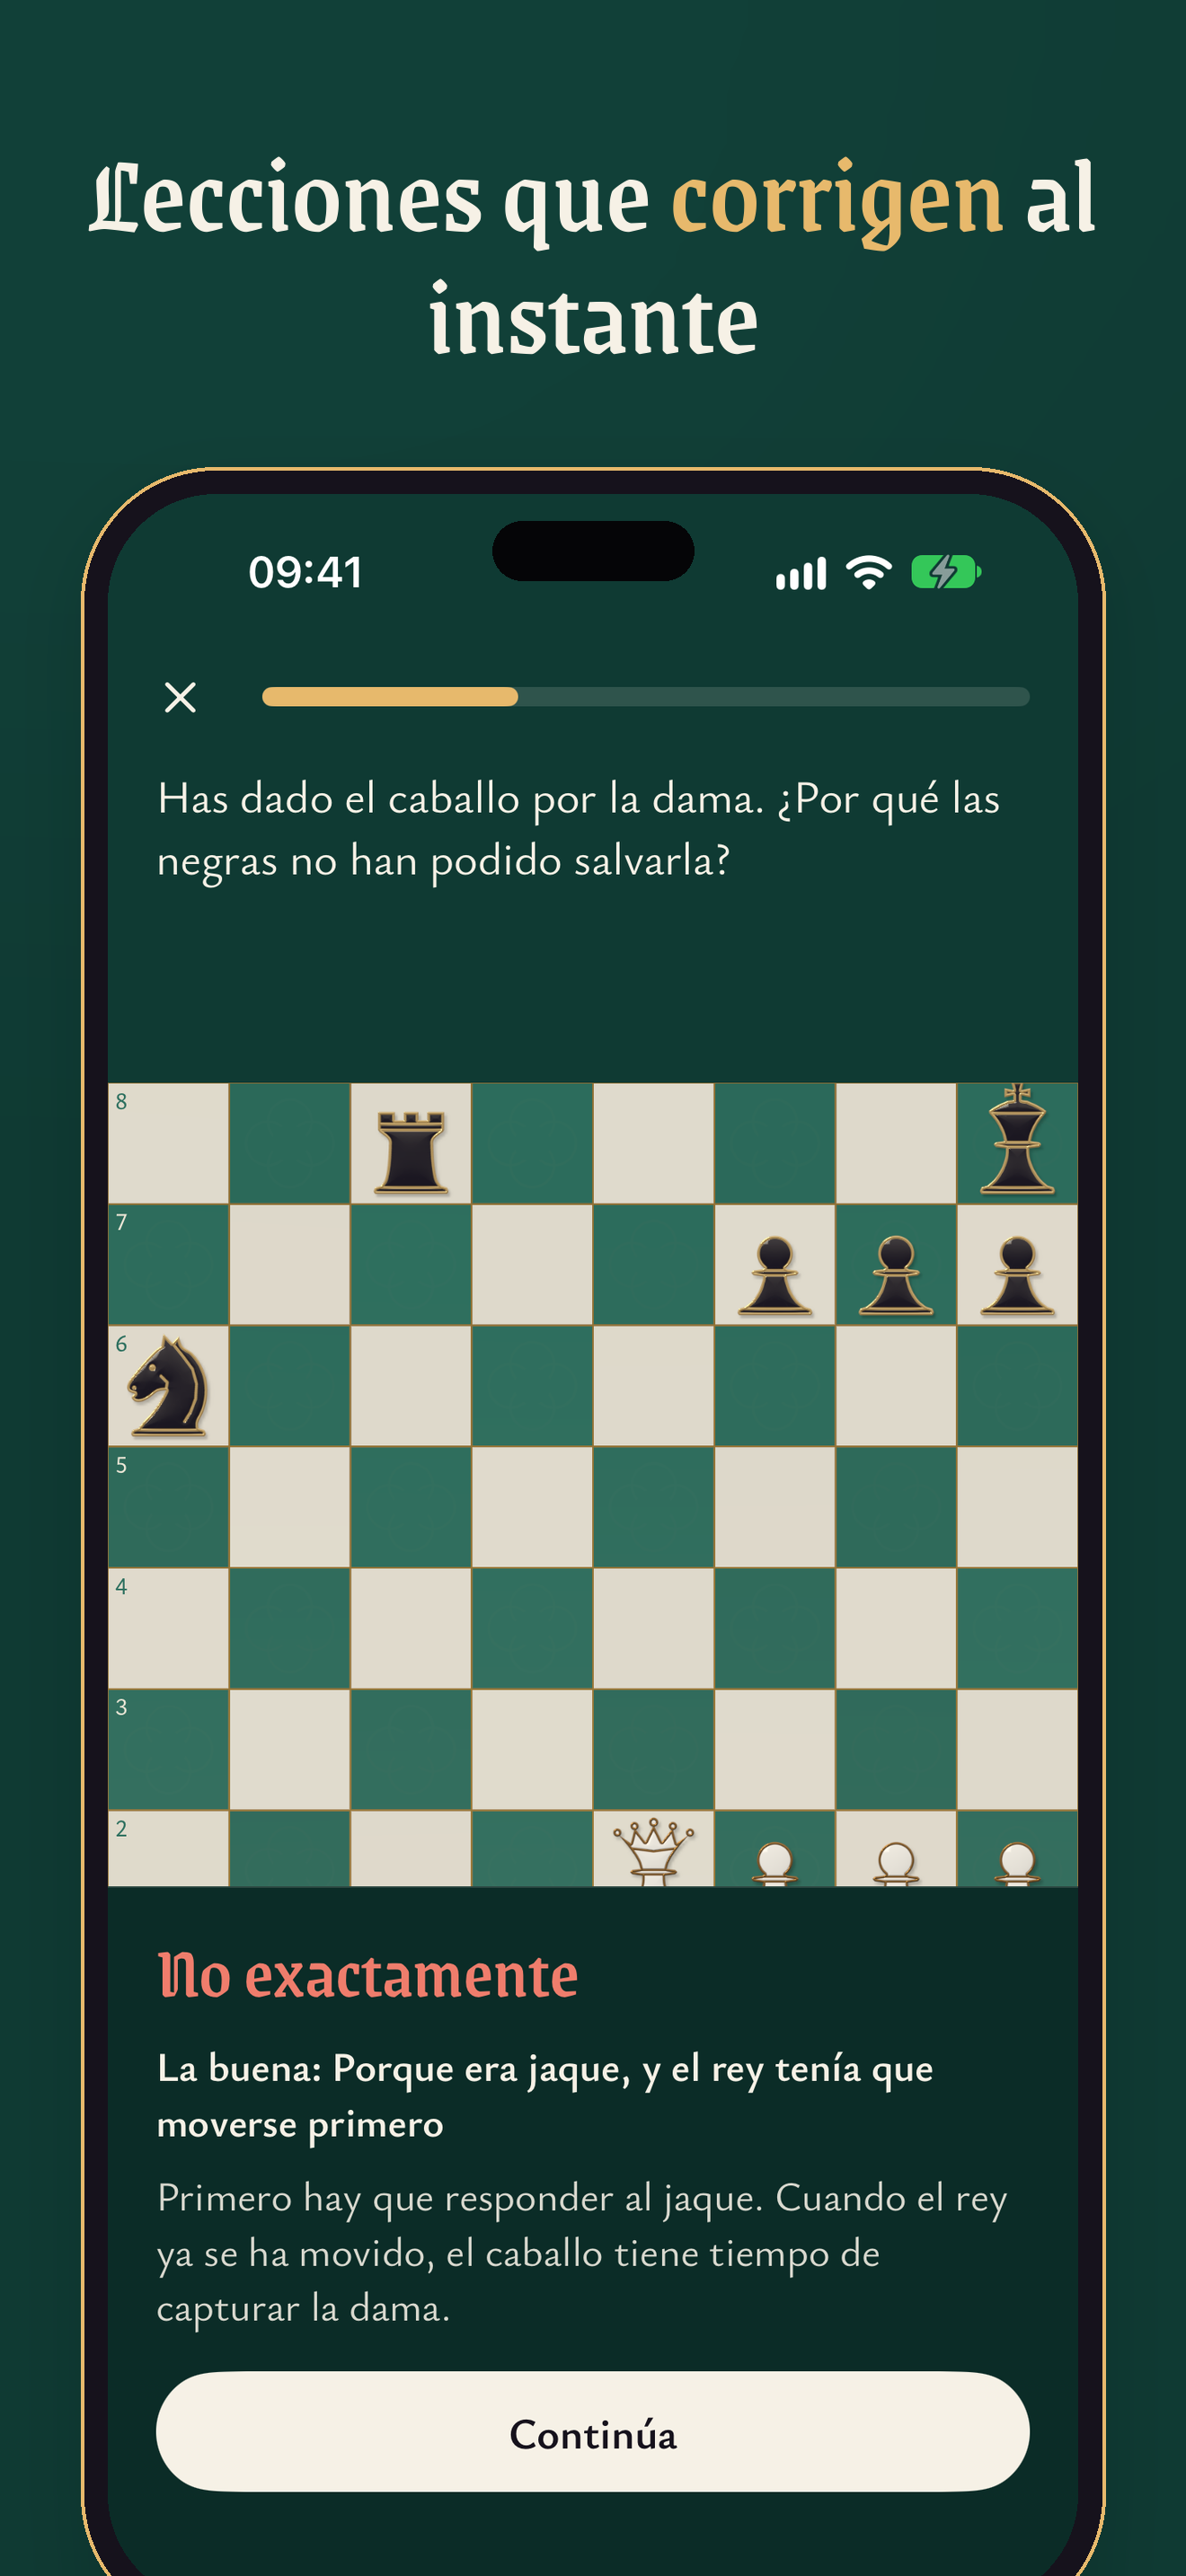 Lecciones que corrigen al
instante
09:41
Has dado el caballo por la dama. ¿Por qué las
negras no han podido salvarla?
8
7
6
5
4
3
2
No exactamente
La buena: Porque era jaque, y el rey tenía que
moverse primero
Primero hay que responder al jaque. Cuando el rey
ya se ha movido, el caballo tiene tiempo de
capturar la dama.
Continúa